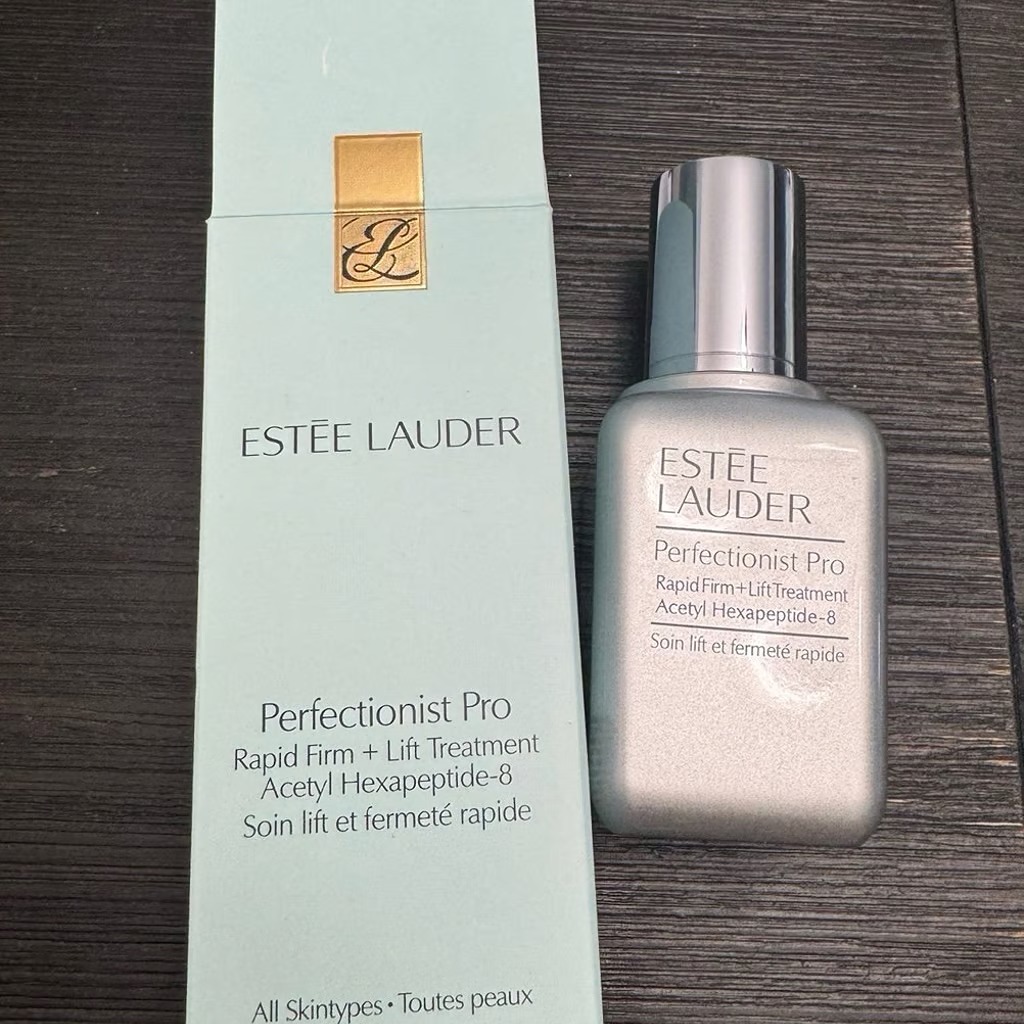 EL
ESTĒE LAUDER
Perfectionist Pro
Rapid Firm + Lift Treatment
Acetyl Hexapeptide-8
Soin lift et fermeté rapide
All Skintypes • Toutes peaux
ESTĒE
LAUDER
Perfectionist Pro
Rapid Firm+Lift Treatment
Acetyl Hexapeptide-8
Soin lift et fermeté rapide